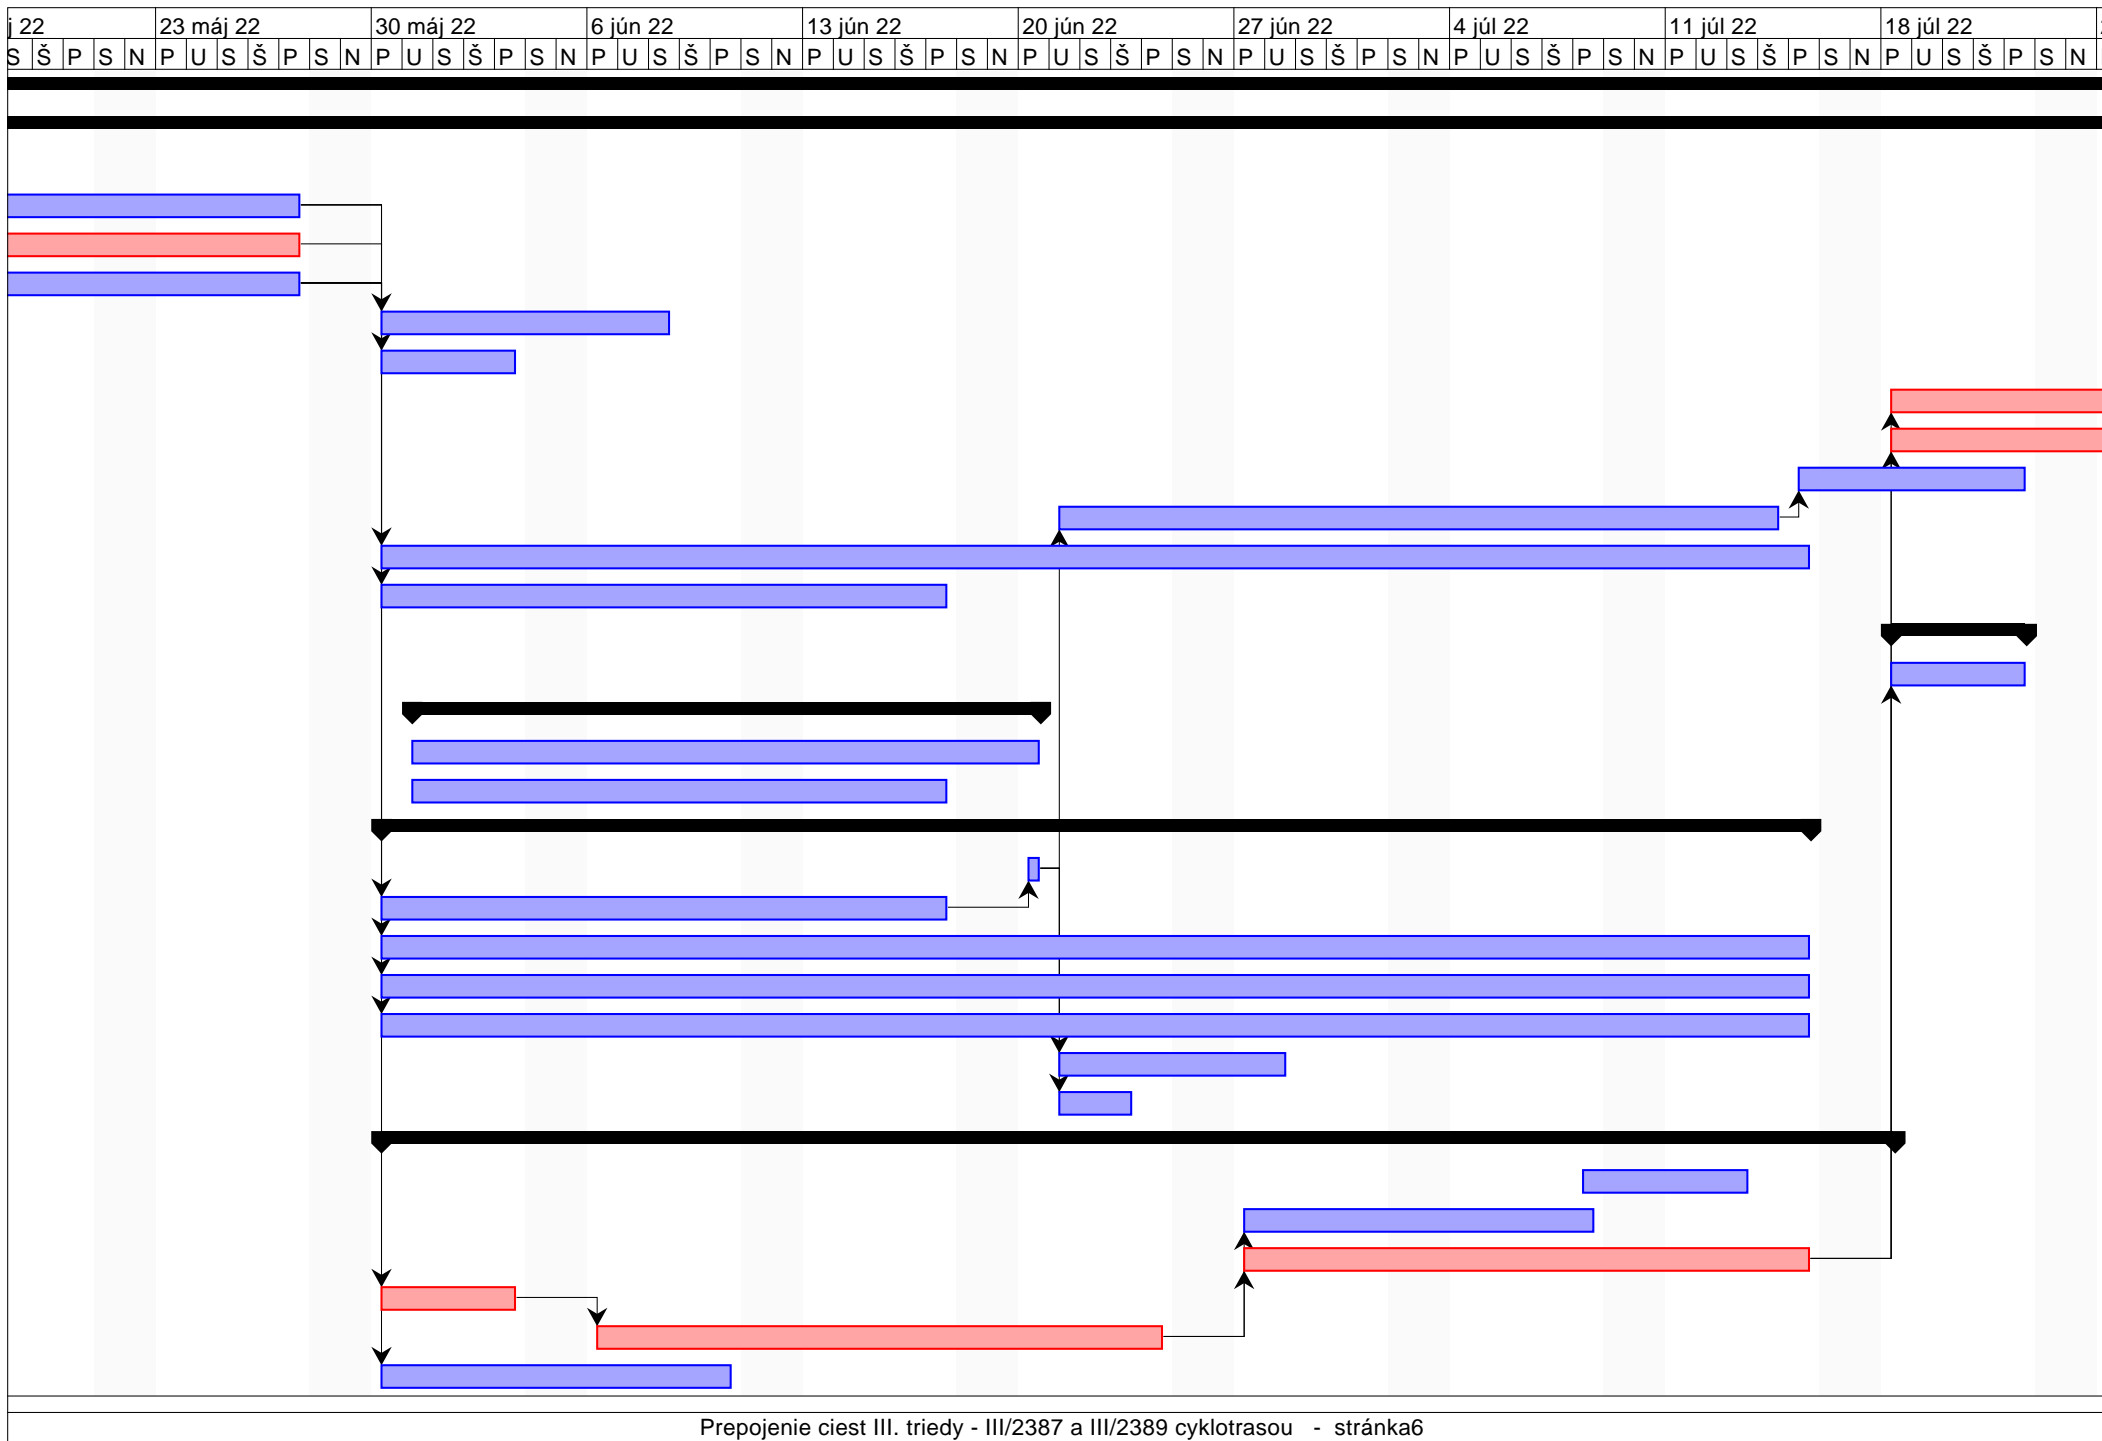 j 22 23 máj 22 30 máj 22 6 jún 22 13 jún 22 20 jún 22 27 jún 22 4 júl 22 11 júl 22 18 júl 22
S Š P S N P U S Š P S N P U S Š P S N P U S Š P S N P U S Š P S N P U S Š P S N P U S Š P S N P U S Š P S N P U S Š P S N P U S Š P S N
Prepojenie ciest III. triedy - III/2387 a III/2389 cyklotrasou - stránka6